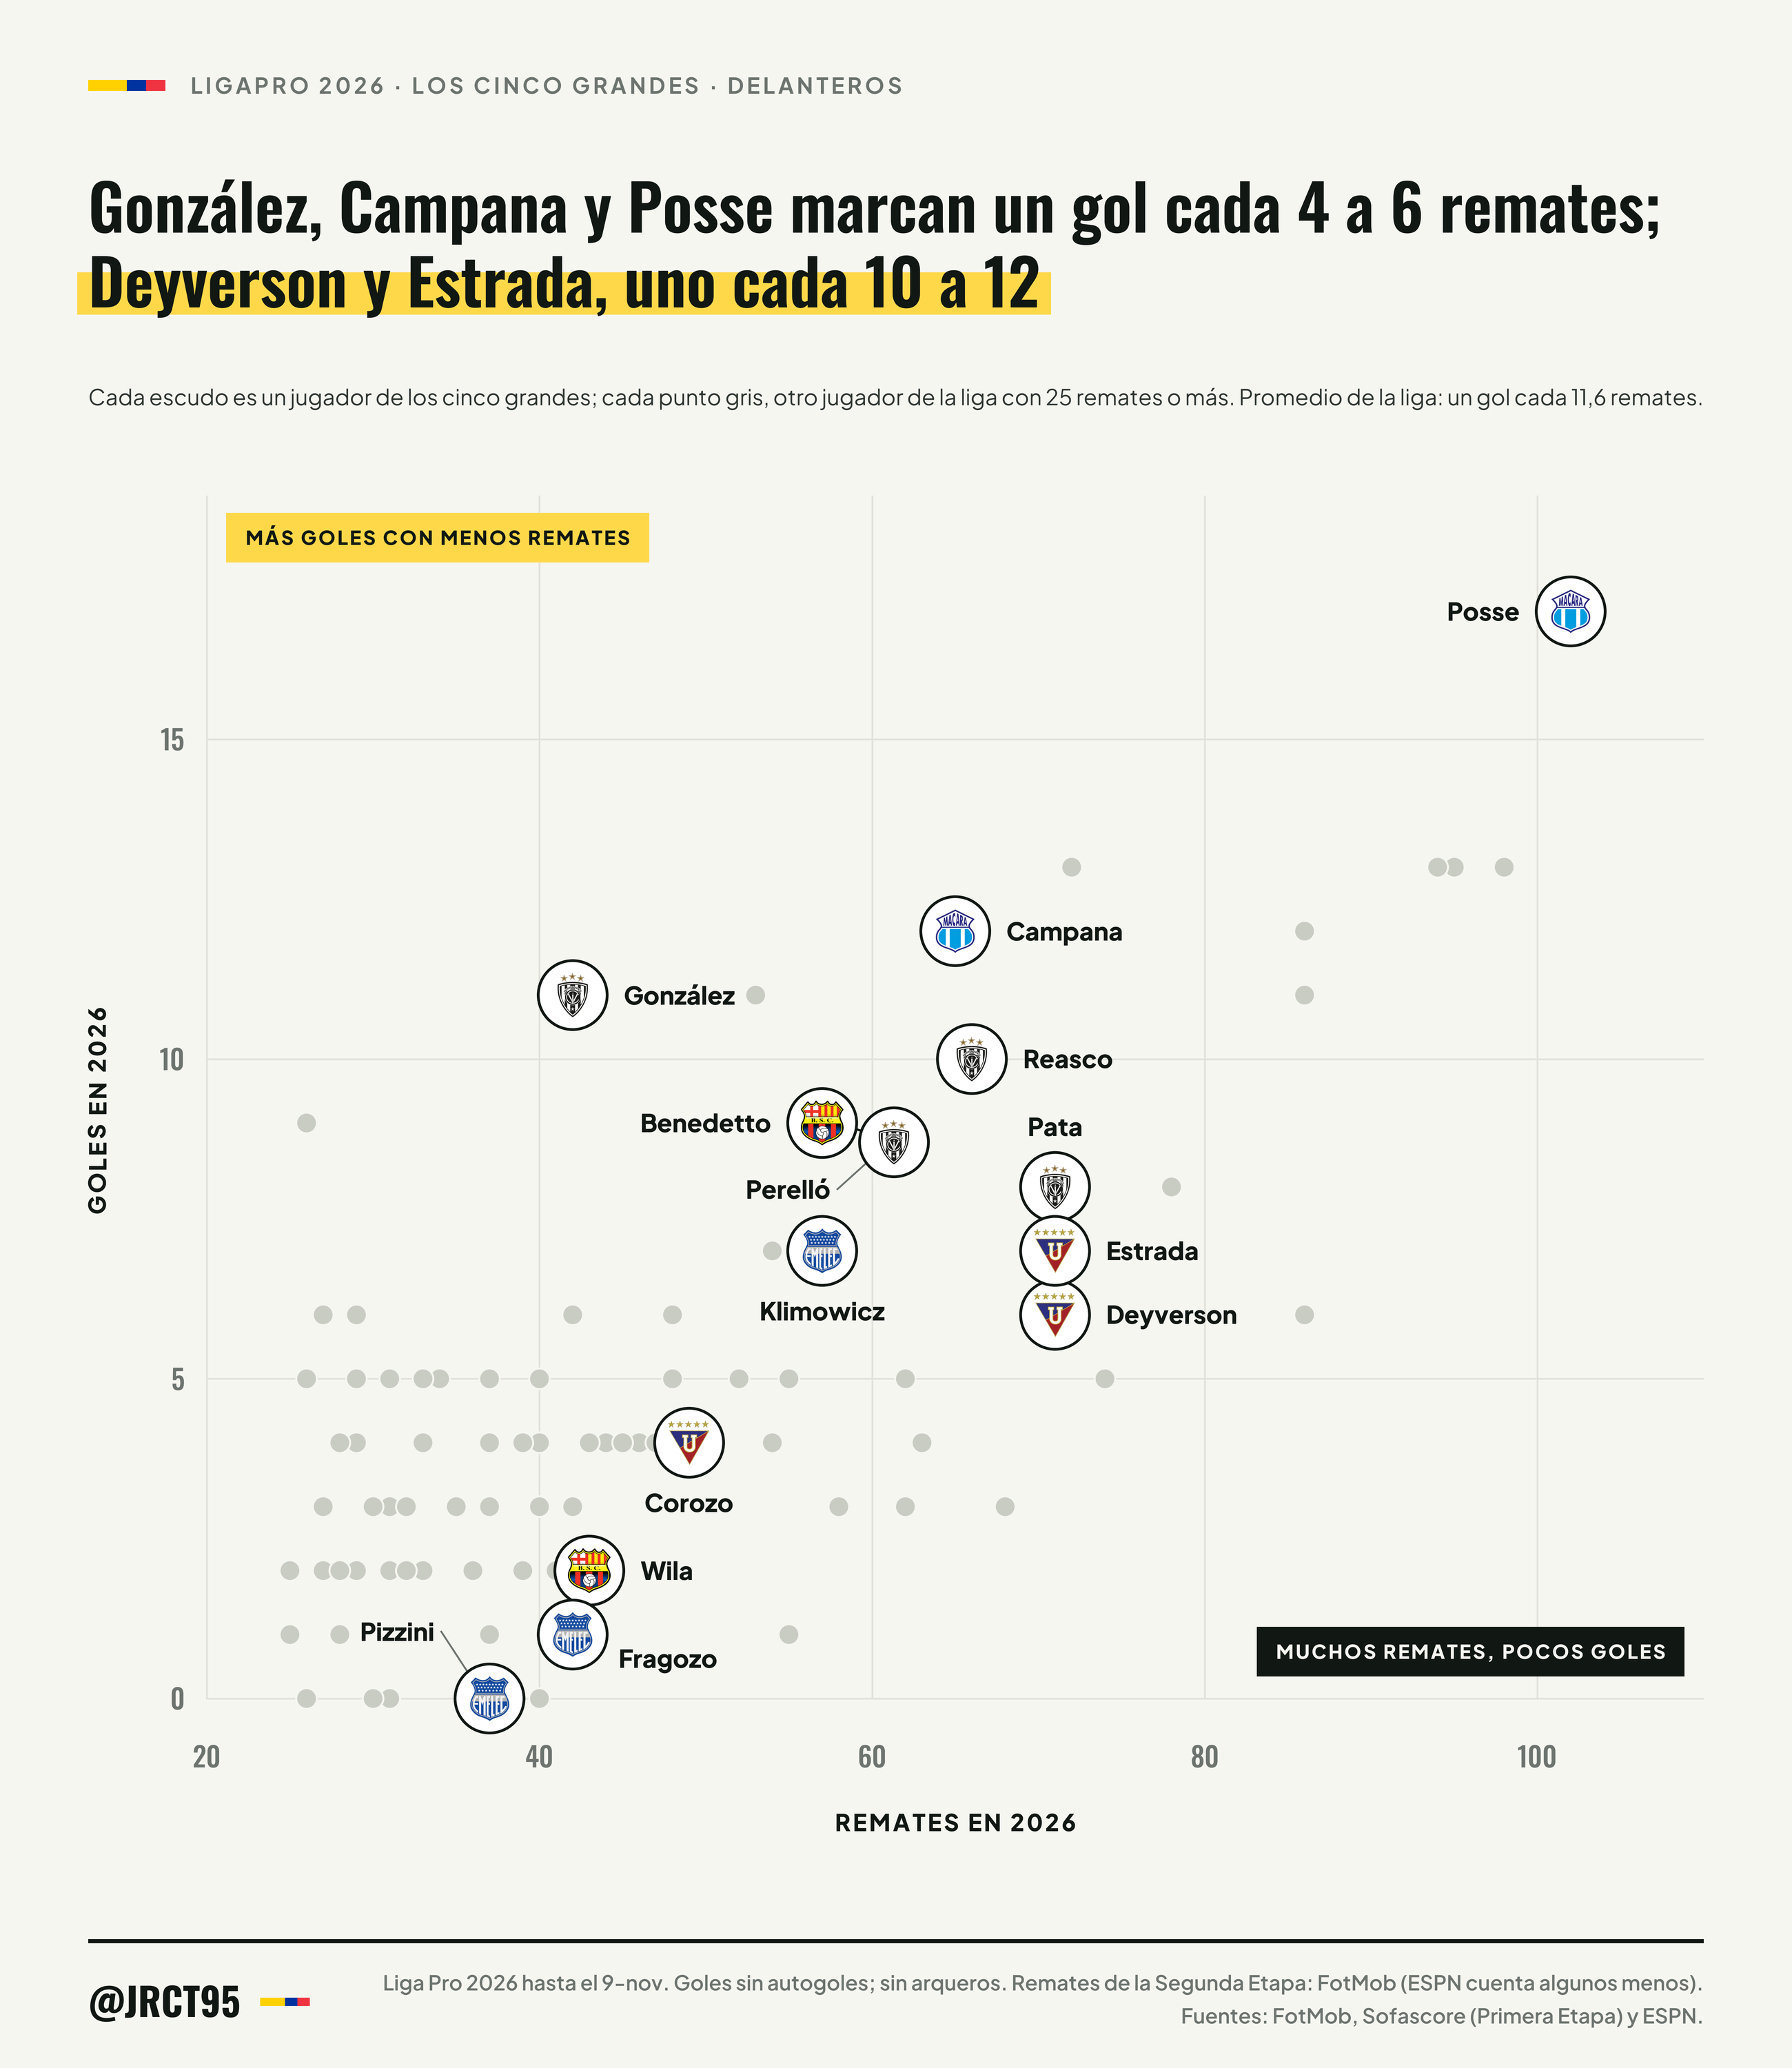 LIGAPRO 2026 · LOS CINCO GRANDES · DELANTEROS
González, Campana y Posse marcan un gol cada 4 a 6 remates;
Deyverson y Estrada, uno cada 10 a 12
Cada escudo es un jugador de los cinco grandes; cada punto gris, otro jugador de la liga con 25 remates o más. Promedio de la liga: un gol cada 11,6 remates.
MÁS GOLES CON MENOS REMATES
Posse
MACARÁ
15
MACARÁ
Campana
González
10
Reasco
Benedetto
B.S.C.
Pata
Perelló
EMELEC
U
Estrada
Klimowicz
U
Deyverson
5
U
Corozo
B.S.C.
Wila
Pizzini
EMELEC
Fragozo
MUCHOS REMATES, POCOS GOLES
0
EMELEC
GOLES EN 2026
20
40
60
80
100
REMATES EN 2026
@JRCT95
Liga Pro 2026 hasta el 9-nov. Goles sin autogoles; sin arqueros. Remates de la Segunda Etapa: FotMob (ESPN cuenta algunos menos).
Fuentes: FotMob, Sofascore (Primera Etapa) y ESPN.